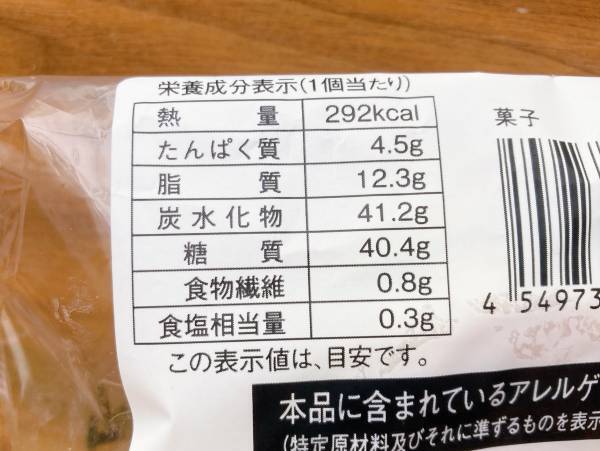 栄養成分表示(1個当たり)
熱量 292kcal
たんぱく質 4.5g
脂質 12.3g
炭水化物 41.2g
糖質 40.4g
食物繊維 0.8g
食塩相当量 0.3g
この表示値は、目安です。
菓子
4 54973
本品に含まれているアレルゲ
(特定原材料及びそれに準ずるものを表示